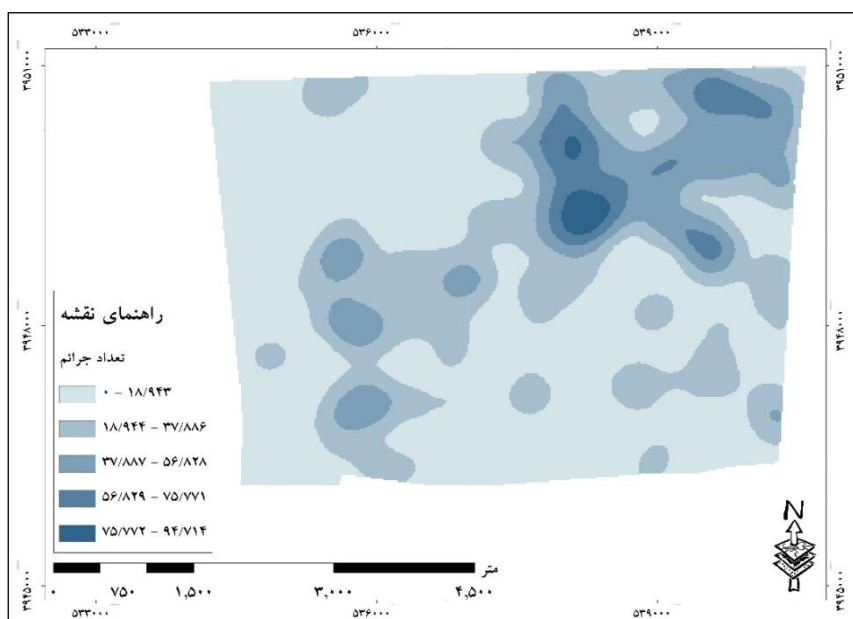 ۵۳۳۰۰۰ ۵۳۶۰۰۰ ۵۳۹۰۰۰
۳۹۵۱۰۰۰ ۳۹۵۱۰۰۰
۳۹۴۸۰۰۰ ۳۹۴۸۰۰۰
راهنمای نقشه
تعداد جرائم
۰ - ۱۸/۹۴۳
۱۸/۹۴۴ - ۳۷/۸۸۶
۳۷/۸۸۷ - ۵۶/۸۲۸
۵۶/۸۲۹ - ۷۵/۷۷۱
۷۵/۷۷۲ - ۹۴/۷۱۴
N
متر
۰ ۷۵۰ ۱,۵۰۰ ۳,۰۰۰ ۴,۵۰۰
۳۹۴۵۰۰۰ ۳۹۴۵۰۰۰
۵۳۳۰۰۰ ۵۳۶۰۰۰ ۵۳۹۰۰۰